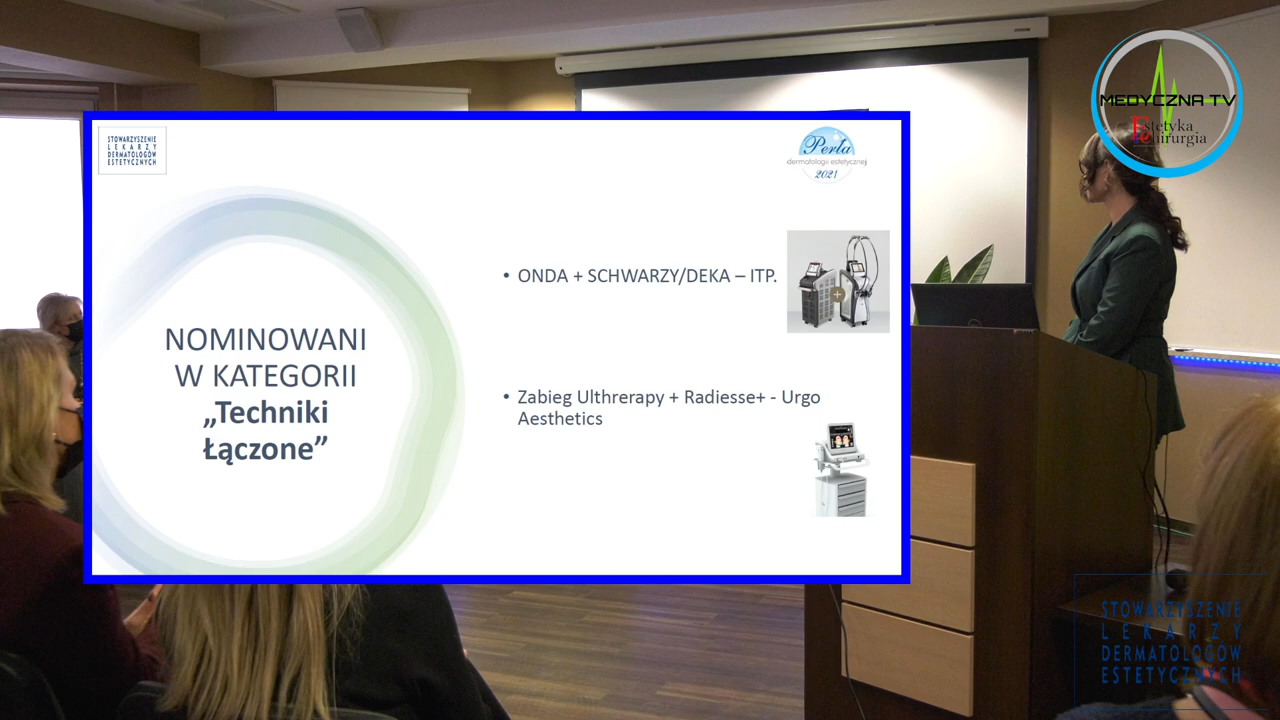 MEDYCZNA TV
Estetyka
Chirurgia
STOWARZYSZENIE
LEKARZY
DERMATOLOGÓW
ESTETYCZNYCH
Perła
dermatologii estetycznej
2021
NOMINOWANI
W KATEGORII
„Techniki
Łączone”
• ONDA + SCHWARZY/DEKA – ITP.
• Zabieg Ulthrerapy + Radiesse+ - Urgo
Aesthetics
STOWARZYSZENIE
LEKARZY
DERMATOLOGÓW
ESTETYCZNYCH